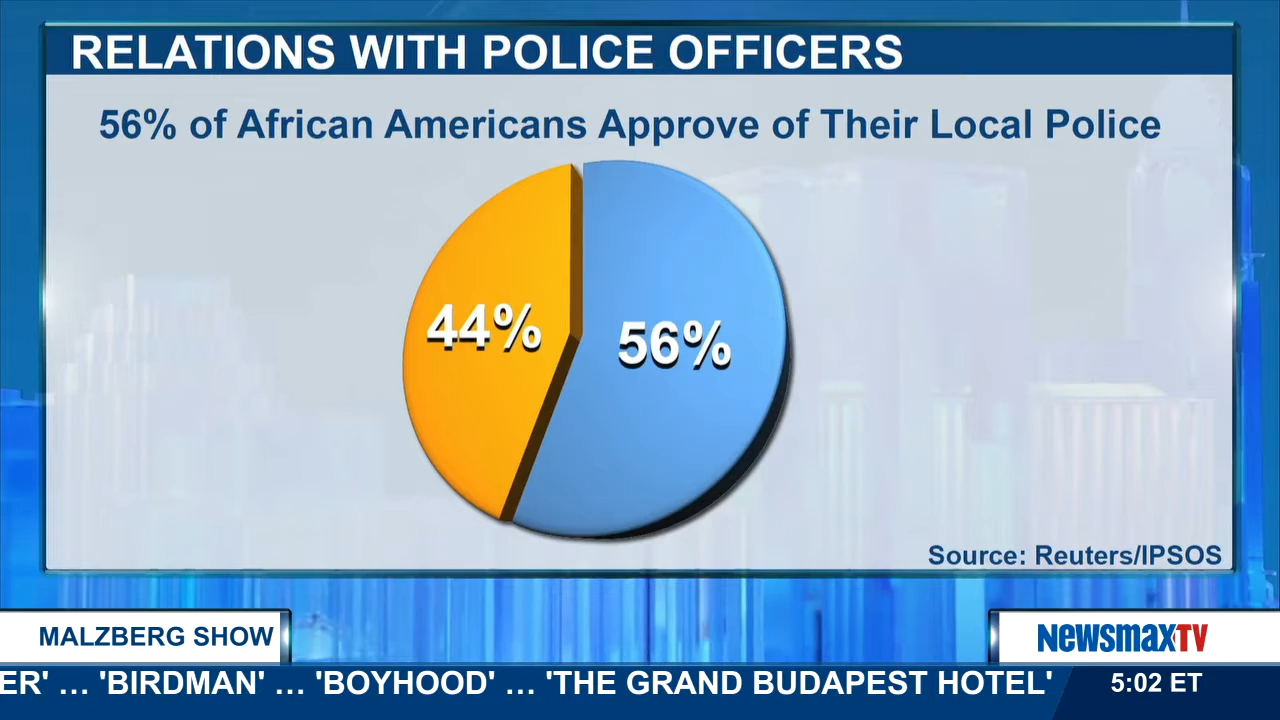 RELATIONS WITH POLICE OFFICERS
56% of African Americans Approve of Their Local Police
44%
56%
Source: Reuters/IPSOS
MALZBERG SHOW
NEWSMAXTV
ER' ... 'BIRDMAN' ... 'BOYHOOD' ... 'THE GRAND BUDAPEST HOTEL'
5:02 ET